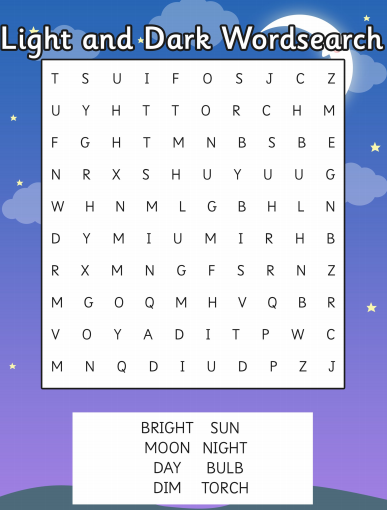 Light and Dark Wordsearch
T S U I F O S J C Z
U Y H T T O R C H M
F G H T M N B S B E
N R X S H U Y U U G
W H N M L G B H L N
D Y M I U M I R H B
R X M N G F S R N Z
M G O Q M H V Q B R
V O Y A D I T P W C
M N Q D I U D P Z J
BRIGHT SUN
MOON NIGHT
DAY BULB
DIM TORCH